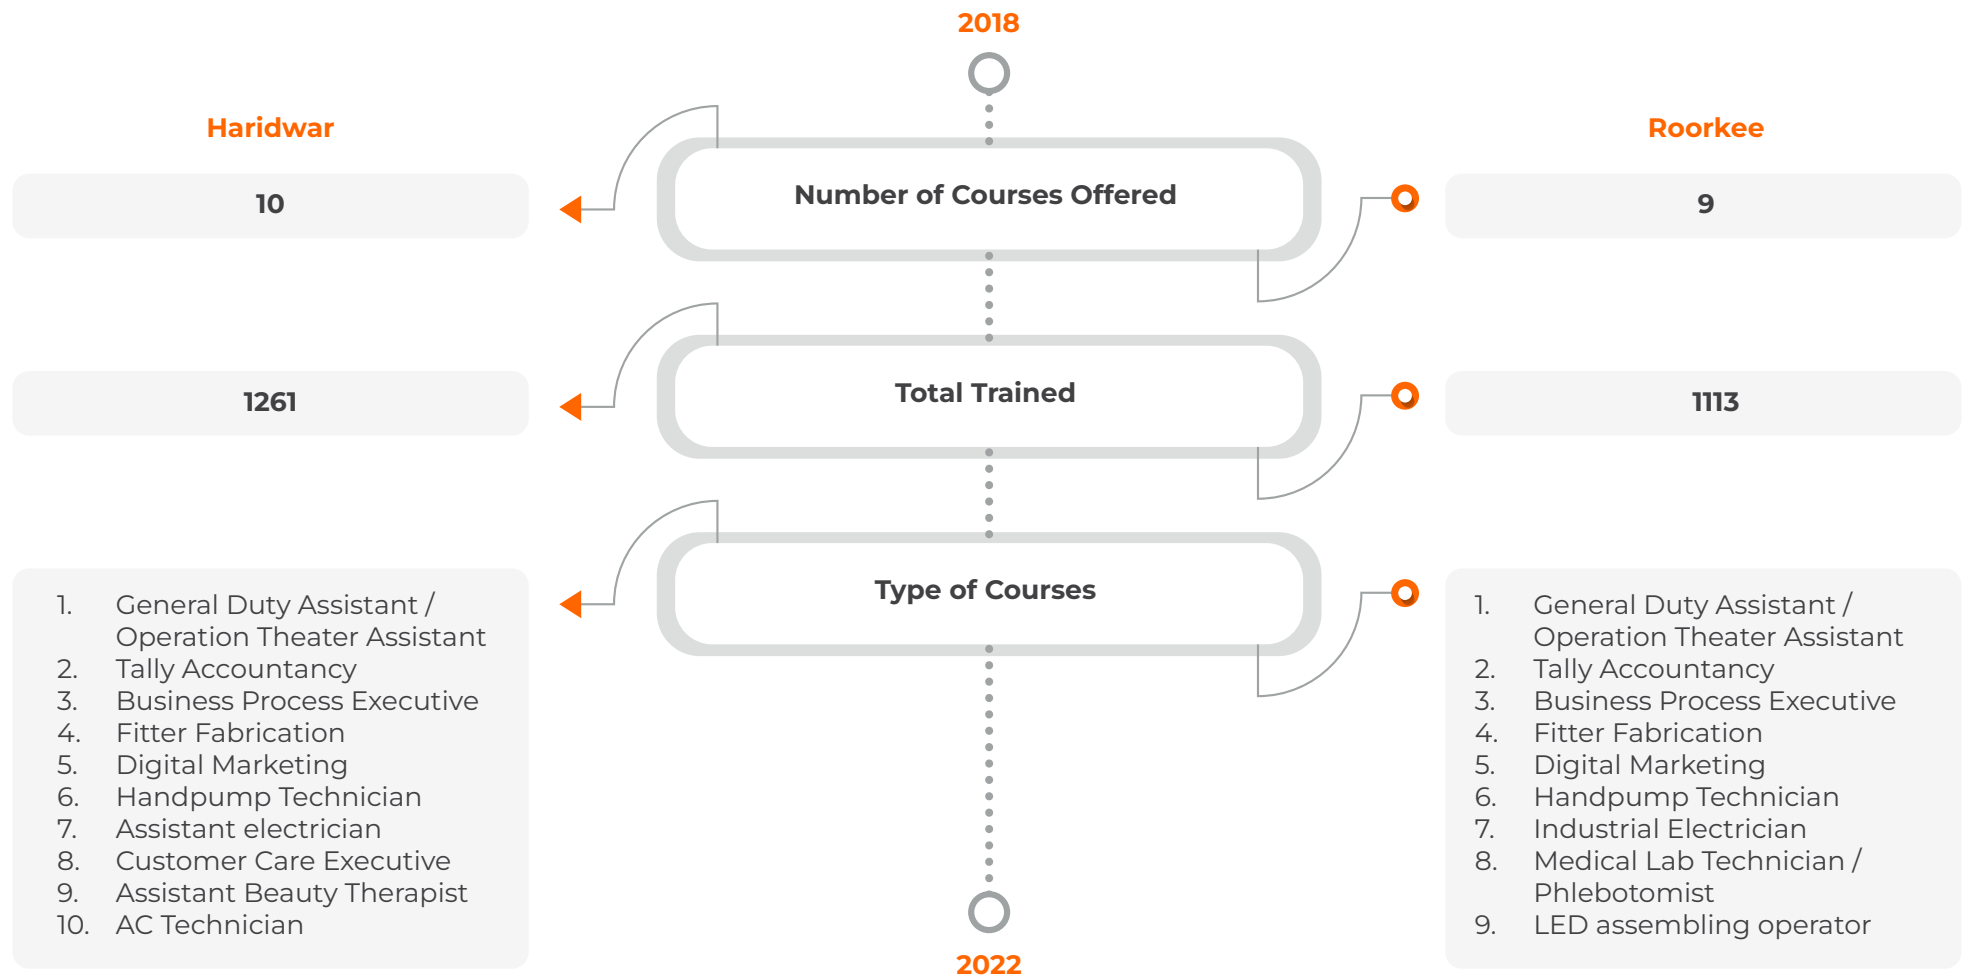 2018
Haridwar
Roorkee
10
Number of Courses Offered
9
1261
Total Trained
1113
Type of Courses
1. General Duty Assistant /
Operation Theater Assistant
2. Tally Accountancy
3. Business Process Executive
4. Fitter Fabrication
5. Digital Marketing
6. Handpump Technician
7. Assistant electrician
8. Customer Care Executive
9. Assistant Beauty Therapist
10. AC Technician
1. General Duty Assistant /
Operation Theater Assistant
2. Tally Accountancy
3. Business Process Executive
4. Fitter Fabrication
5. Digital Marketing
6. Handpump Technician
7. Industrial Electrician
8. Medical Lab Technician /
Phlebotomist
9. LED assembling operator
2022